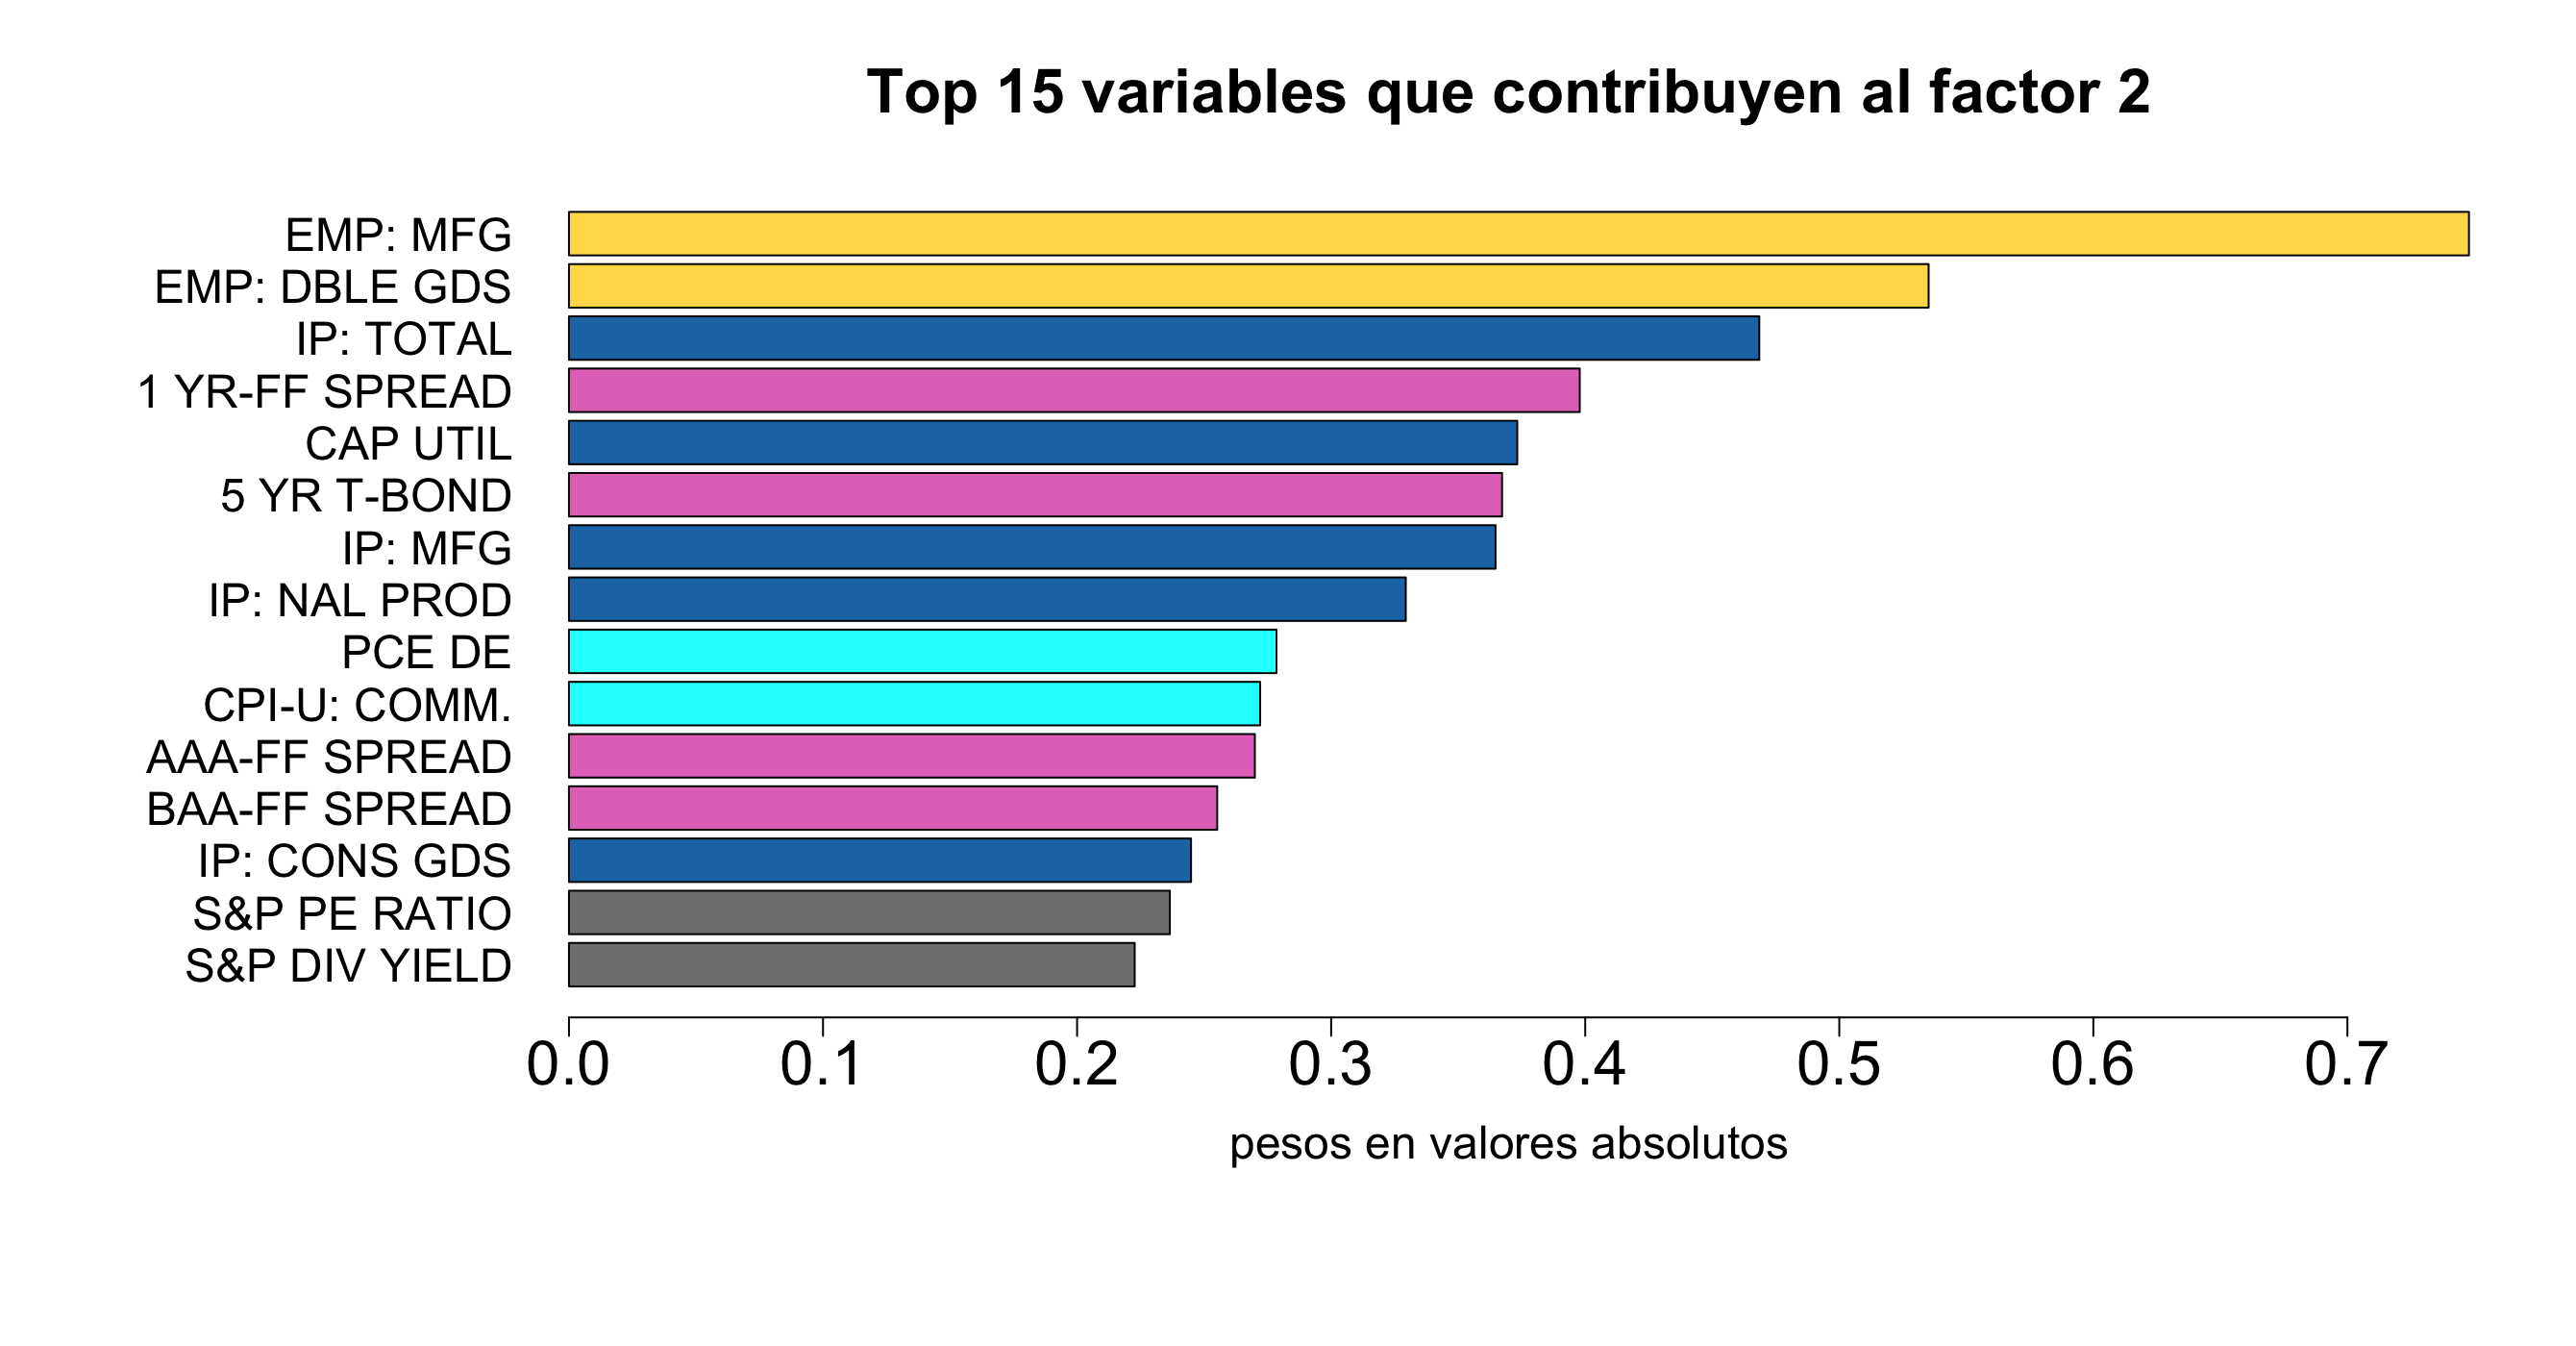 Top 15 variables que contribuyen al factor 2
EMP: MFG
EMP: DBLE GDS
IP: TOTAL
1 YR-FF SPREAD
CAP UTIL
5 YR T-BOND
IP: MFG
IP: NAL PROD
PCE DE
CPI-U: COMM.
AAA-FF SPREAD
BAA-FF SPREAD
IP: CONS GDS
S&P PE RATIO
S&P DIV YIELD
0.0 0.1 0.2 0.3 0.4 0.5 0.6 0.7
pesos en valores absolutos